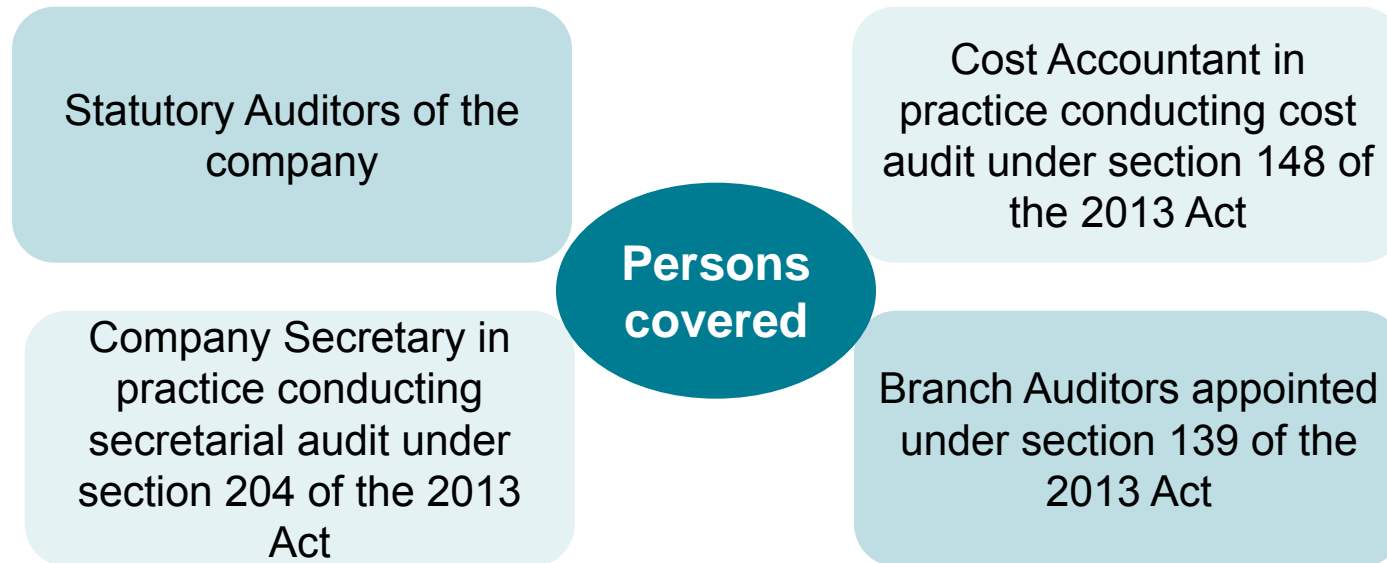 Statutory Auditors of the
company
Cost Accountant in
practice conducting cost
audit under section 148 of
the 2013 Act
Persons
covered
Company Secretary in
practice conducting
secretarial audit under
section 204 of the 2013
Act
Branch Auditors appointed
under section 139 of the
2013 Act